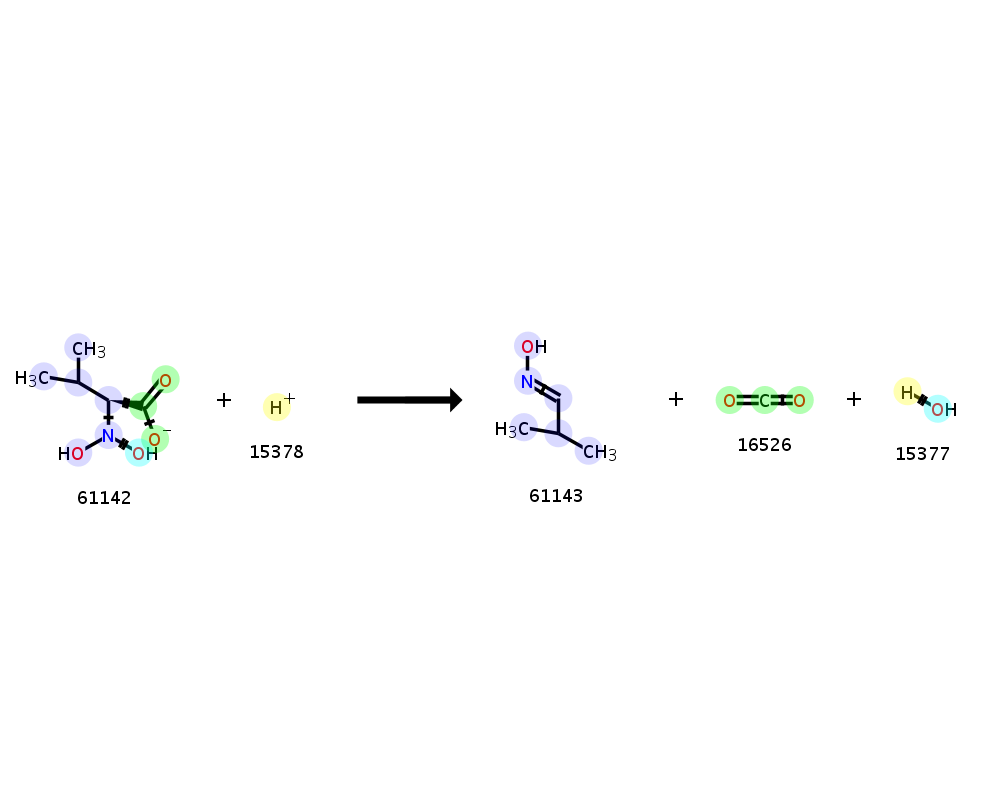 CH3
H3C
O
O−
N
HO
OH
61142
+
H+
15378
OH
N
H3C
CH3
61143
+
O C O
16526
+
H
OH
15377